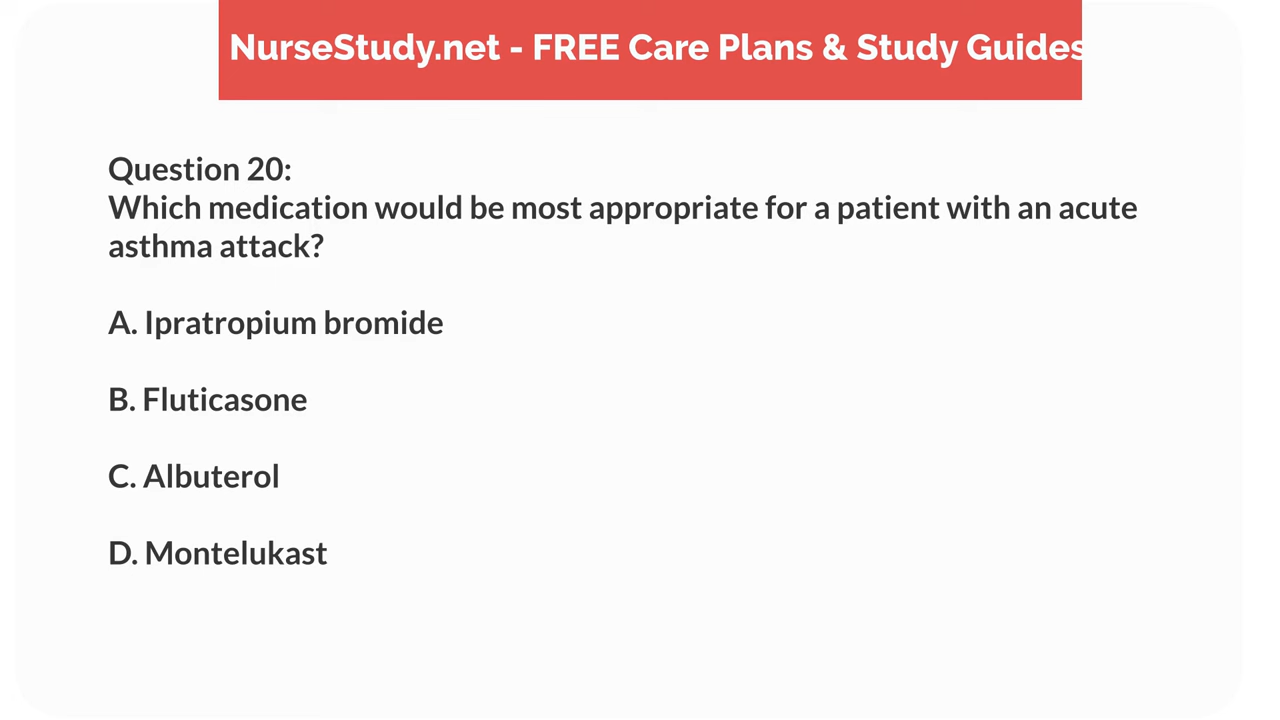 NurseStudy.net - FREE Care Plans & Study Guides
Question 20:
Which medication would be most appropriate for a patient with an acute
asthma attack?
A. Ipratropium bromide
B. Fluticasone
C. Albuterol
D. Montelukast